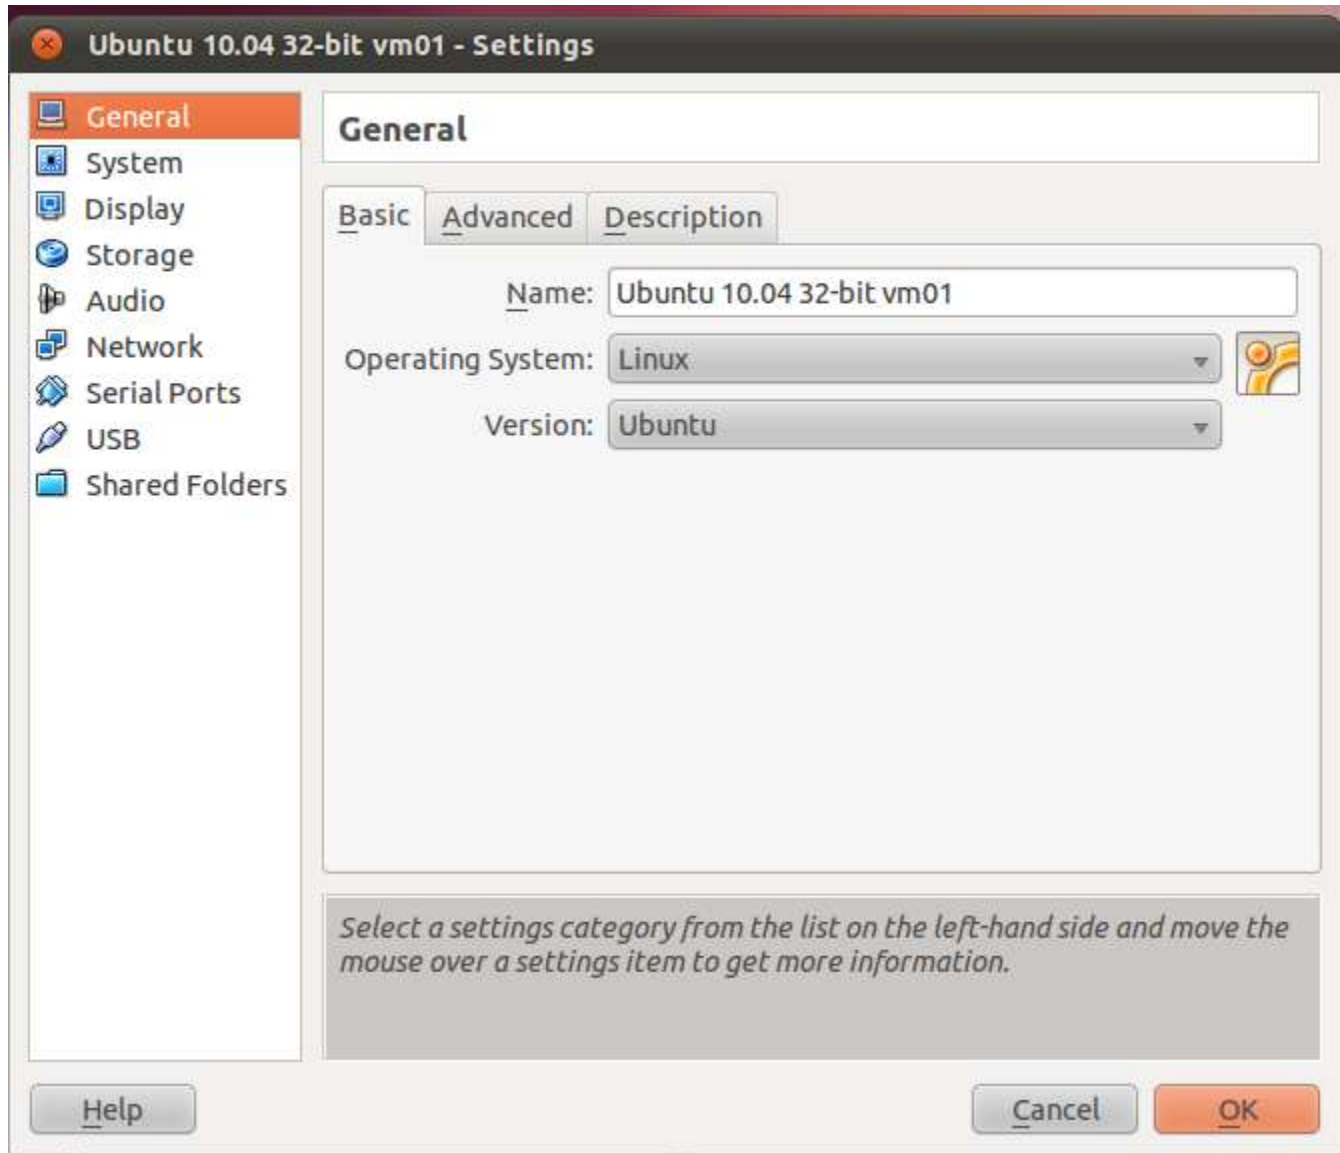 Ubuntu 10.04 32-bit vm01 - Settings
General
System
Display
Storage
Audio
Network
Serial Ports
USB
Shared Folders
General
Basic Advanced Description
Name: Ubuntu 10.04 32-bit vm01
Operating System: Linux
Version: Ubuntu
Select a settings category from the list on the left-hand side and move the
mouse over a settings item to get more information.
Help Cancel OK